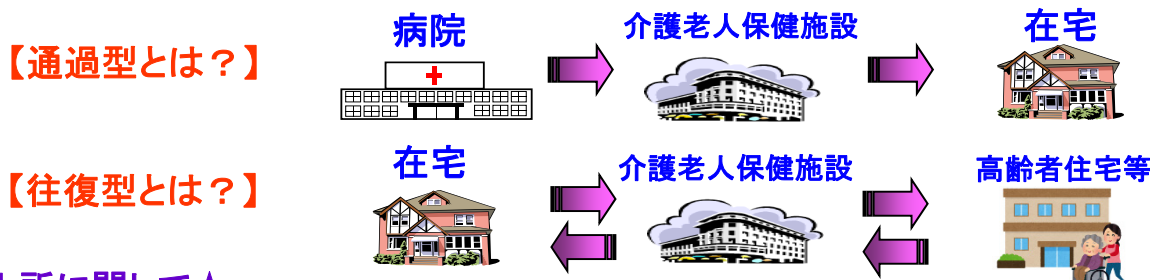 病院
介護老人保健施設
在宅
【通過型とは？】
在宅
介護老人保健施設
高齢者住宅等
【往復型とは？】